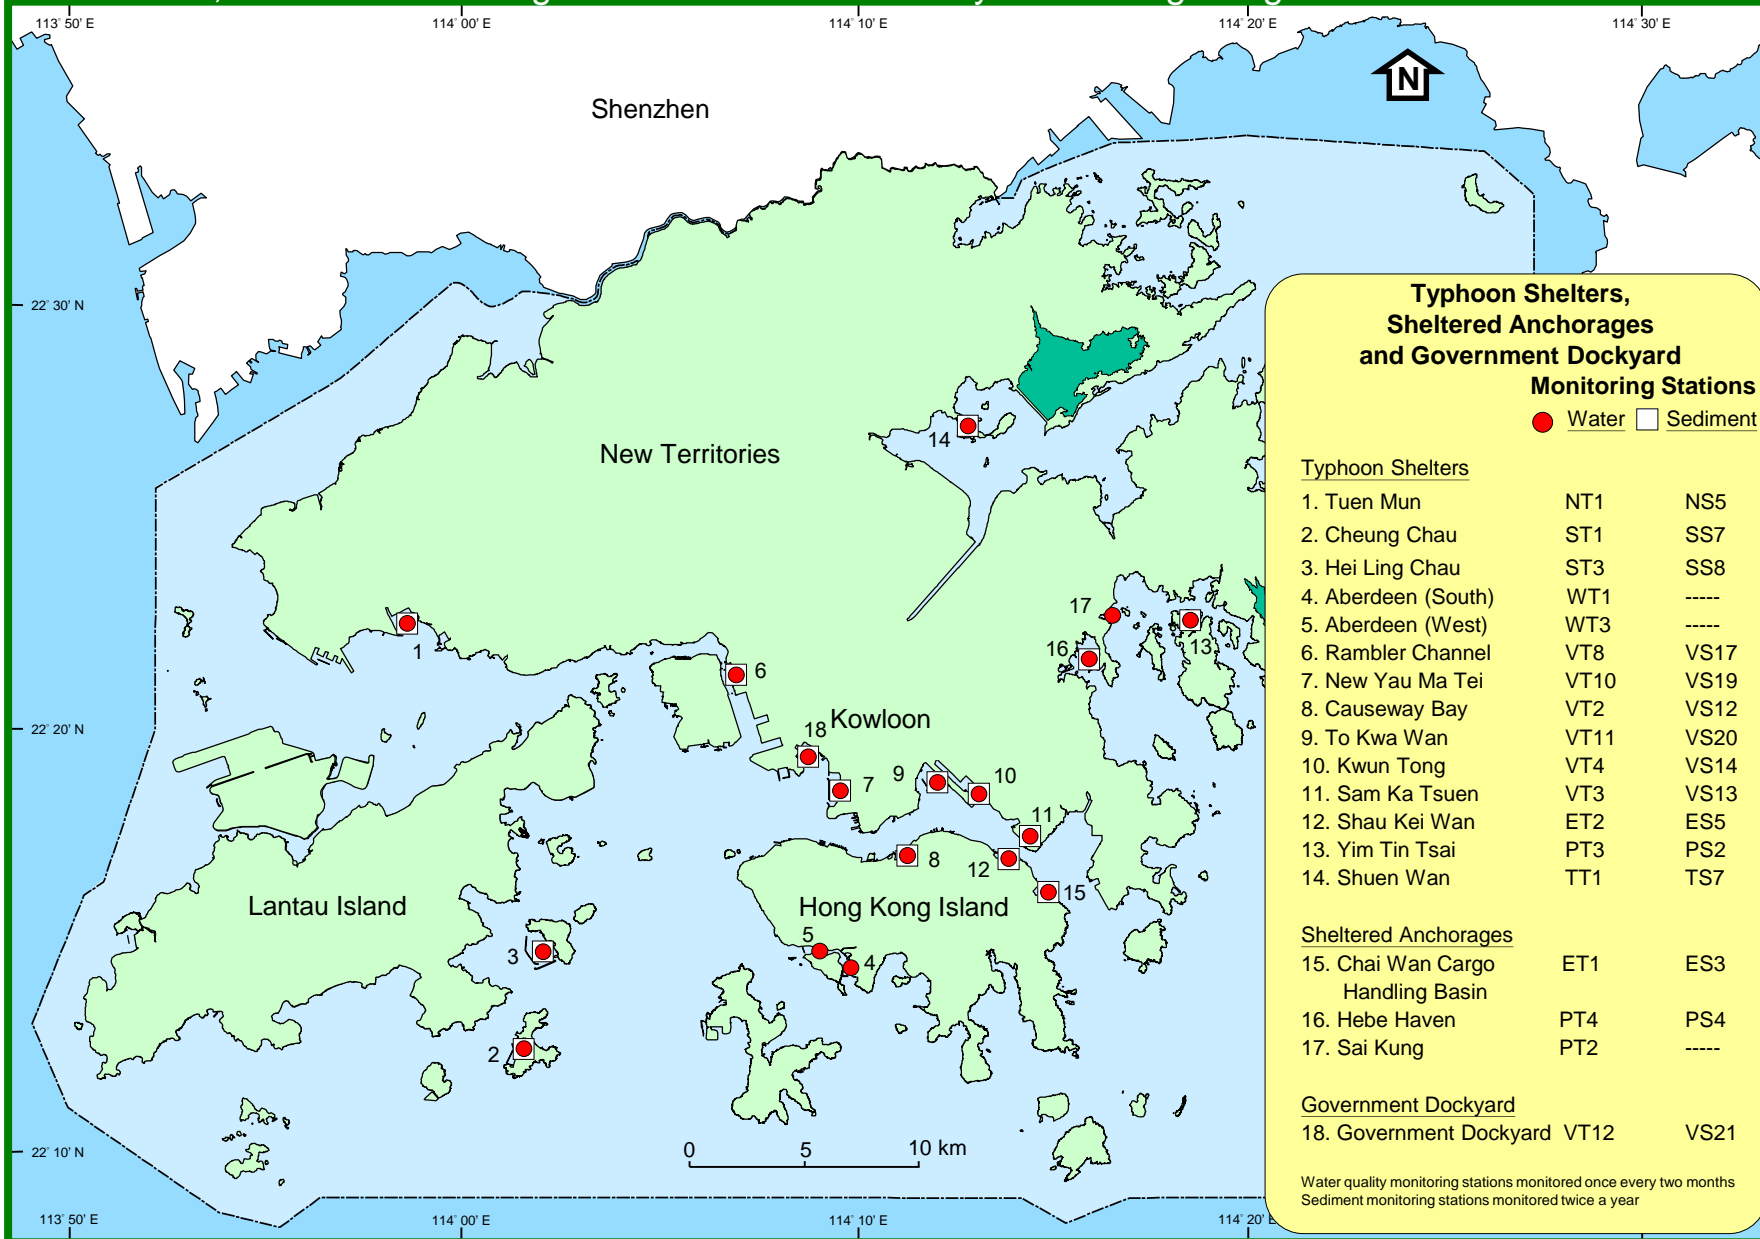 113° 50' E
114° 00' E
114° 10' E
114° 20' E
114° 30' E
N
Shenzhen
22° 30' N
Typhoon Shelters,
Sheltered Anchorages
and Government Dockyard
Monitoring Stations
Water Sediment
14
New Territories
Typhoon Shelters
1. Tuen Mun NT1 NS5
2. Cheung Chau ST1 SS7
3. Hei Ling Chau ST3 SS8
4. Aberdeen (South) WT1 -----
5. Aberdeen (West) WT3 -----
6. Rambler Channel VT8 VS17
7. New Yau Ma Tei VT10 VS19
8. Causeway Bay VT2 VS12
9. To Kwa Wan VT11 VS20
10. Kwun Tong VT4 VS14
11. Sam Ka Tsuen VT3 VS13
12. Shau Kei Wan ET2 ES5
13. Yim Tin Tsai PT3 PS2
14. Shuen Wan TT1 TS7
Sheltered Anchorages
15. Chai Wan Cargo ET1 ES3
Handling Basin
16. Hebe Haven PT4 PS4
17. Sai Kung PT2 -----
Government Dockyard
18. Government Dockyard VT12 VS21
Water quality monitoring stations monitored once every two months
Sediment monitoring stations monitored twice a year
17
1
16
13
6
22° 20' N
Kowloon
18
9
10
7
11
8
12
15
Lantau Island
Hong Kong Island
5
3
4
2
0 5 10 km
22° 10' N
113° 50' E
114° 00' E
114° 10' E
114° 20' E